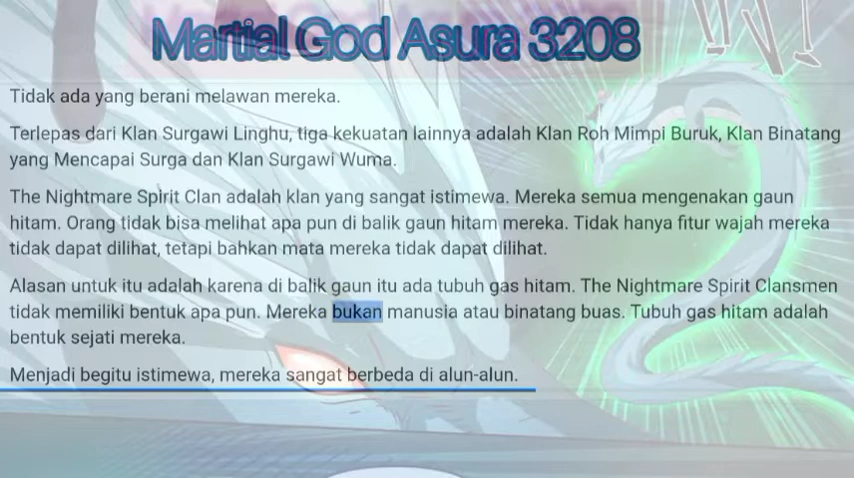 Martial God Asura 3208
Tidak ada yang berani melawan mereka.
Terlepas dari Klan Surgawi Linghu, tiga kekuatan lainnya adalah Klan Roh Mimpi Buruk, Klan Binatang
yang Mencapai Surga dan Klan Surgawi Wuma.
The Nightmare Spirit Clan adalah klan yang sangat istimewa. Mereka semua mengenakan gaun
hitam. Orang tidak bisa melihat apa pun di balik gaun hitam mereka. Tidak hanya fitur wajah mereka
tidak dapat dilihat, tetapi bahkan mata mereka tidak dapat dilihat.
Alasan untuk itu adalah karena di balik gaun itu ada tubuh gas hitam. The Nightmare Spirit Clansmen
tidak memiliki bentuk apa pun. Mereka bukan manusia atau binatang buas. Tubuh gas hitam adalah
bentuk sejati mereka.
Menjadi begitu istimewa, mereka sangat berbeda di alun-alun.